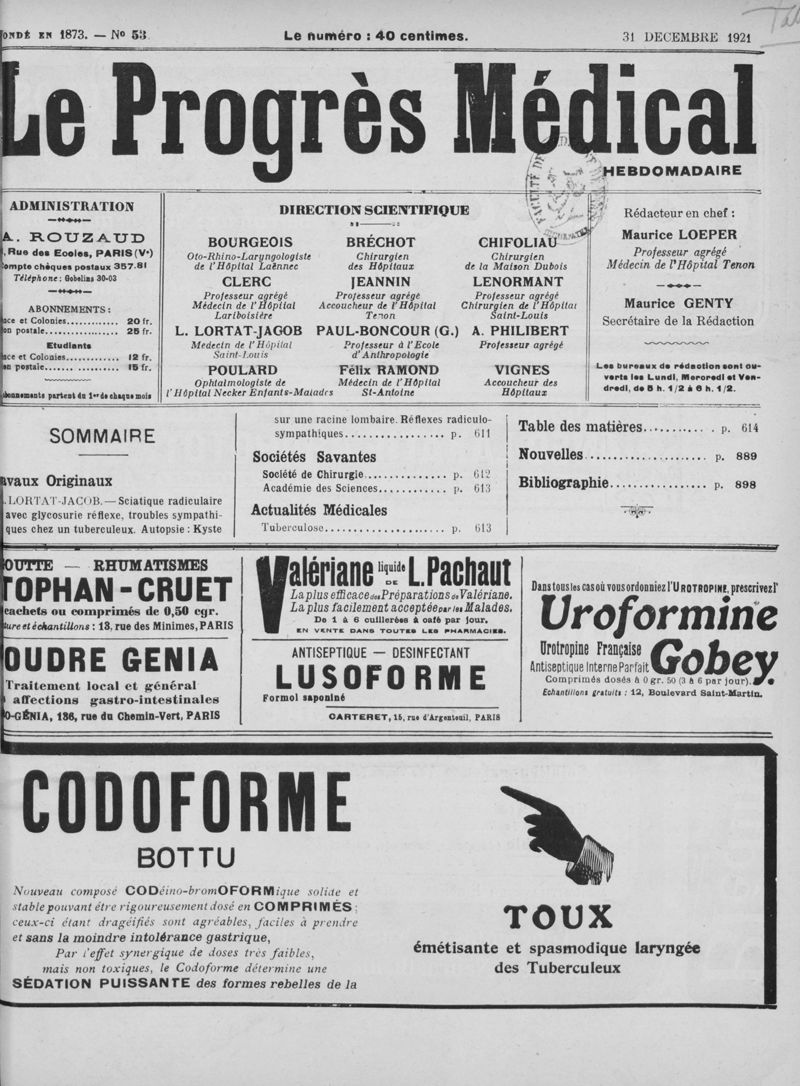 ONDÉ EN 1873. — No 53
Le numéro : 40 centimes.
31 DECEMBRE 1921
Le Progrès Médical
HEBDOMADAIRE
ADMINISTRATION
A. ROUZAUD
, Rue des Ecoles, PARIS (Ve)
ompte chèques postaux 357.81
Téléphone : Gobelins 30-03
ABONNEMENTS :
ce et Colonies............ 20 fr.
on postale.................. 25 fr.
Etudiants
ce et Colonies............ 12 fr.
on postale....... ......... 15 fr.
abonnements partent du 1er de chaque mois
DIRECTION SCIENTIFIQUE
BOURGEOIS
Oto-Rhino-Laryngologiste
de l'Hôpital Laënnec
CLERC
Professeur agrégé
Médecin de l'Hôpital
Lariboisière
L. LORTAT-JACOB
Médecin de l'Hôpital
Saint-Louis
POULARD
Ophtalmologiste de
l'Hôpital Necker Enfants-Malades
BRÉCHOT
Chirurgien
des Hôpitaux
JEANNIN
Professeur agrégé
Accoucheur de l'Hôpital
Tenon
PAUL-BONCOUR (G.)
Professeur à l'Ecole
d'Anthropologie
Félix RAMOND
Médecin de l'Hôpital
St-Antoine
CHIFOLIAU
Chirurgien
de la Maison Dubois
LENORMANT
Professeur agrégé
Chirurgien de l'Hôpital
Saint-Louis
A. PHILIBERT
Professeur agrégé
VIGNES
Accoucheur des
Hôpitaux
Rédacteur en chef :
Maurice LOEPER
Professeur agrégé
Médecin de l'Hôpital Tenon
Maurice GENTY
Secrétaire de la Rédaction
Les bureaux de rédaction sont ou-
verts les Lundi, Mercredi et Ven-
dredi, de 5 h. 1/2 à 6 h. 1/2.
SOMMAIRE
avaux Originaux
. LORTAT-JACOB. — Sciatique radiculaire
avec glycosurie réflexe, troubles sympathi-
ques chez un tuberculeux. Autopsie : Kyste
sur une racine lombaire. Réflexes radiculo-
sympathiques................ p. 611
Sociétés Savantes
Société de Chirurgie............. p. 612
Académie des Sciences........... p. 613
Actualités Médicales
Tuberculose..................... p. 613
Table des matières........... . p. 614
Nouvelles..................... p. 889
Bibliographie................. p. 898
OUTTE — RHUMATISMES
TOPHAN-CRUET
cachets ou comprimés de 0,50 cgr.
ture et échantillons : 13, rue des Minimes, PARIS
OUDRE GENIA
Traitement local et général
affections gastro-intestinales
O-GÉNIA, 136, rue du Chemin-Vert, PARIS
Valériane liquide DE L. Pachaut
La plus efficace des Préparations de Valériane.
La plus facilement acceptée par les Malades.
De 1 à 6 cuillerées à café par jour.
EN VENTE DANS TOUTES LES PHARMACIES.
ANTISEPTIQUE — DESINFECTANT
LUSOFORME
Formol saponiné
CARTERET, 15, rue d'Argenteuil, PARIS
Dans tous les cas où vous ordonniez l'UROTROPINE, prescrivez l'
Uroformine
Urotropine Française
Antiseptique Interne Parfait
Gobey.
Comprimés dosés à 0 gr. 50 (3 à 6 par jour).
Echantillons gratuits : 12, Boulevard Saint-Martin.
CODOFORME
BOTTU
Nouveau composé CODéino-bromOFORMique solide et
stable pouvant être rigoureusement dosé en COMPRIMÉS ;
ceux-ci étant dragéifiés sont agréables, faciles à prendre
et sans la moindre intolérance gastrique,
Par l'effet synergique de doses très faibles,
mais non toxiques, le Codoforme détermine une
SÉDATION PUISSANTE des formes rebelles de la
TOUX
émétisante et spasmodique laryngée
des Tuberculeux